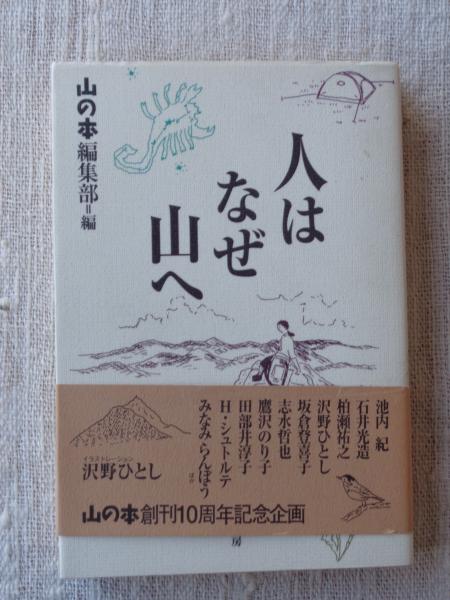 人は
なぜ
山へ
山の本編集部=編
池内 紀
石井光造
柏瀬祐之
沢野ひとし
坂倉登喜子
志水哲也
鷹沢のり子
田部井淳子
H・シュトルテ
みなみらんぼう
ほか
イラストレーション
沢野ひとし
山の本創刊10周年記念企画
房